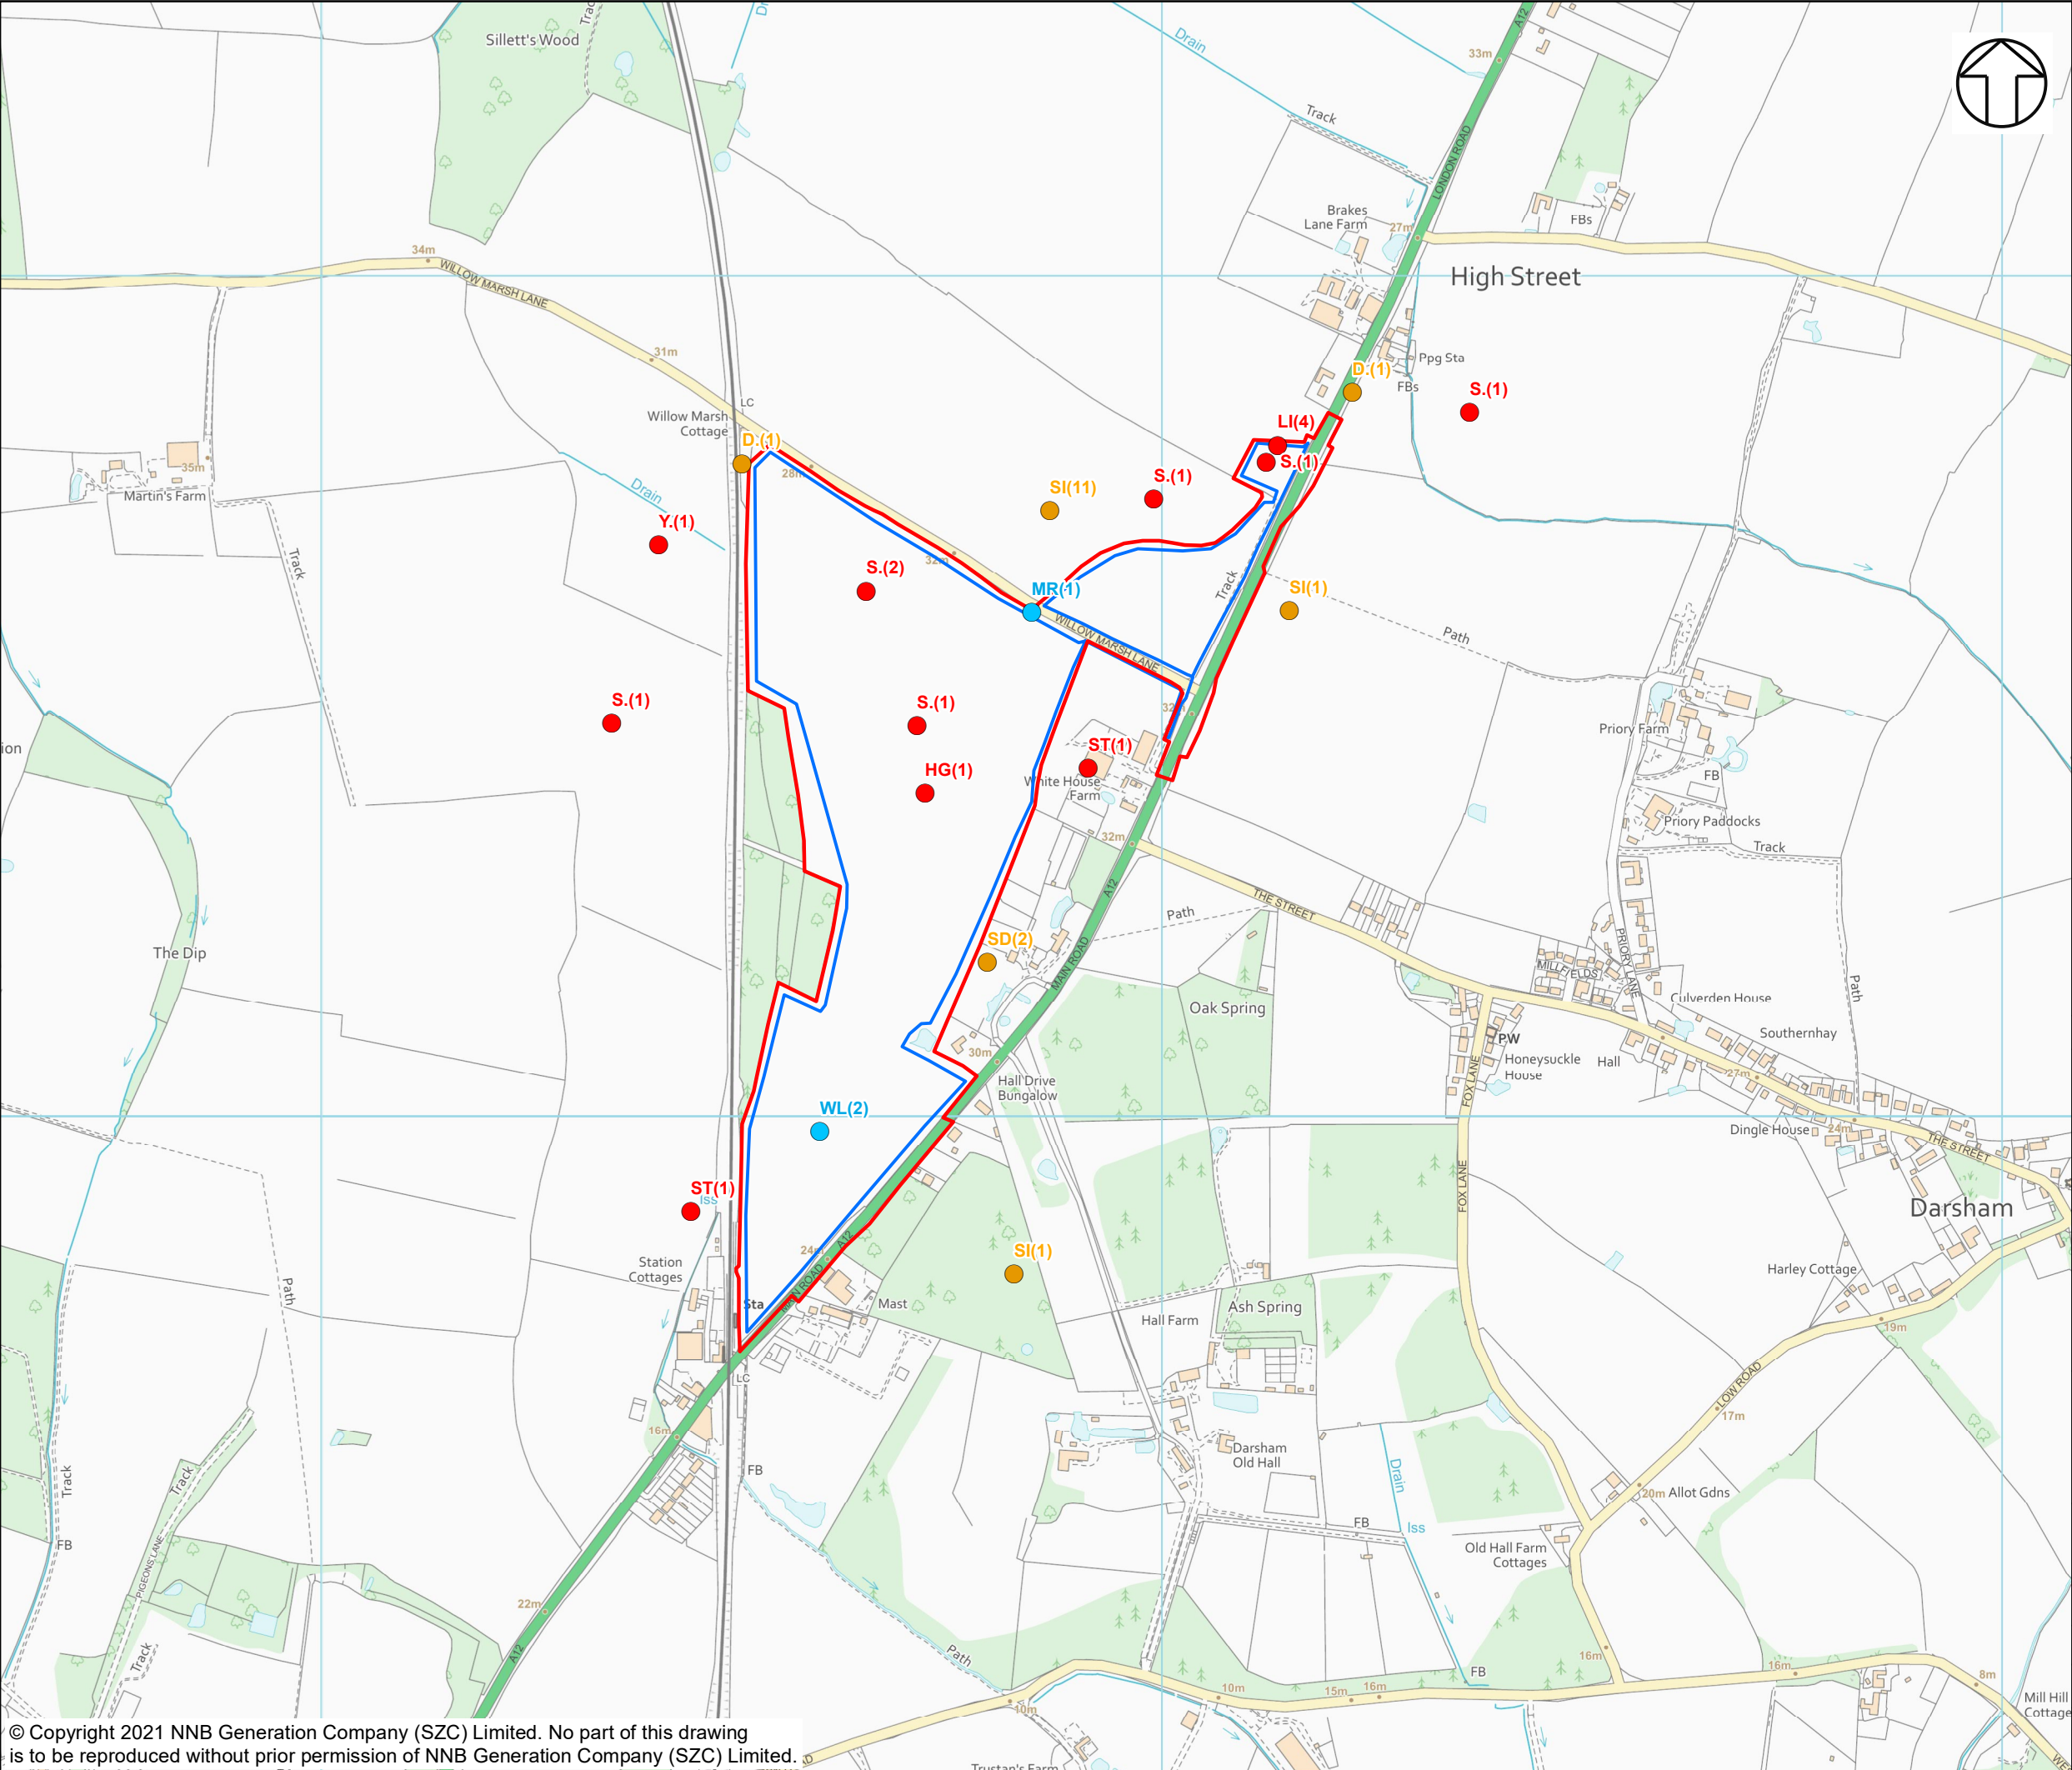 Sillett's Wood
Drain
A12
33m
Track
LONDON ROAD
Brakes
Lane Farm
27m
FBs
34m
WILLOW MARSH LANE
High Street
31m
Ppg Sta
FBs
D.(1)
S.(1)
LC
Willow Marsh
Cottage
LI(4)
S.(1)
D.(1)
28m
35m
Martin's Farm
Drain
S.(1)
SI(11)
Y.(1)
Track
32m
S.(2)
MR(1)
Track
SI(1)
WILLOW MARSH LANE
Path
S.(1)
S.(1)
32m
ST(1)
HG(1)
White House
Farm
Priory Farm
FB
Priory Paddocks
Track
32m
A12
THE STREET
Path
SD(2)
MAIN ROAD
The Dip
PRIORY LANE
MILLFIELDS
Path
Oak Spring
Culverden House
Southernhay
PW
Honeysuckle
House
Hall
27m
30m
Hall Drive
Bungalow
FOX LANE
WL(2)
Dingle House
24m
THE STREET
FOX LANE
Darsham
ST(1)
Iss
Station
Cottages
24m
A12
MAIN ROAD
SI(1)
Sta
Mast
Path
Hall Farm
Ash Spring
Harley Cottage
19m
LC
LOW ROAD
17m
16m
Darsham
Old Hall
Drain
FB
Track
Track
20m
Allot Gdns
FB
Iss
FB
PIGEONS LANE
Old Hall Farm
Cottages
22m
A12
Track
Path
FB
16m
16m
8m
10m
15m
16m
10m
Mill Hill
Cottage
Trustan's Farm
© Copyright 2021 NNB Generation Company (SZC) Limited. No part of this drawing
is to be reproduced without prior permission of NNB Generation Company (SZC) Limited.